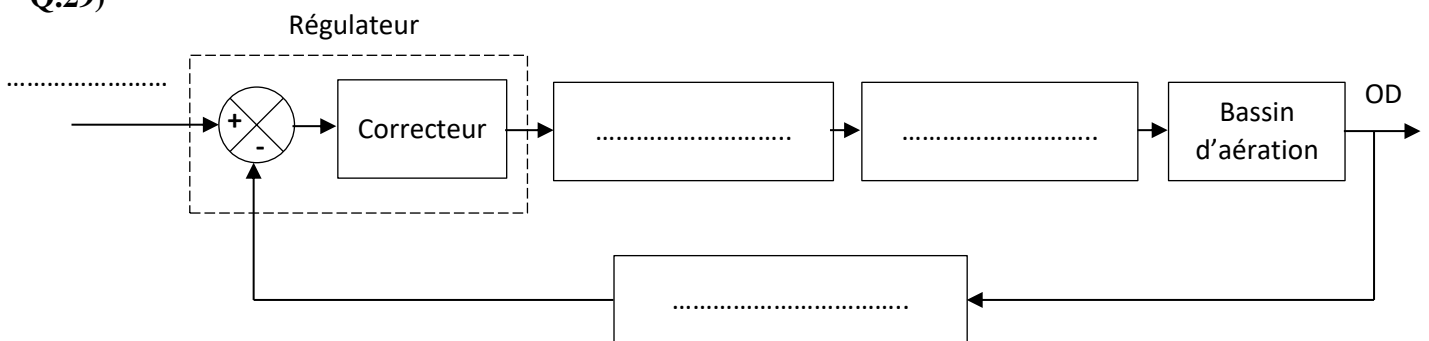 Q.29)
Régulateur
……………………
+
-
Correcteur
………………………..
………………………..
Bassin
d’aération
OD
……………………………..